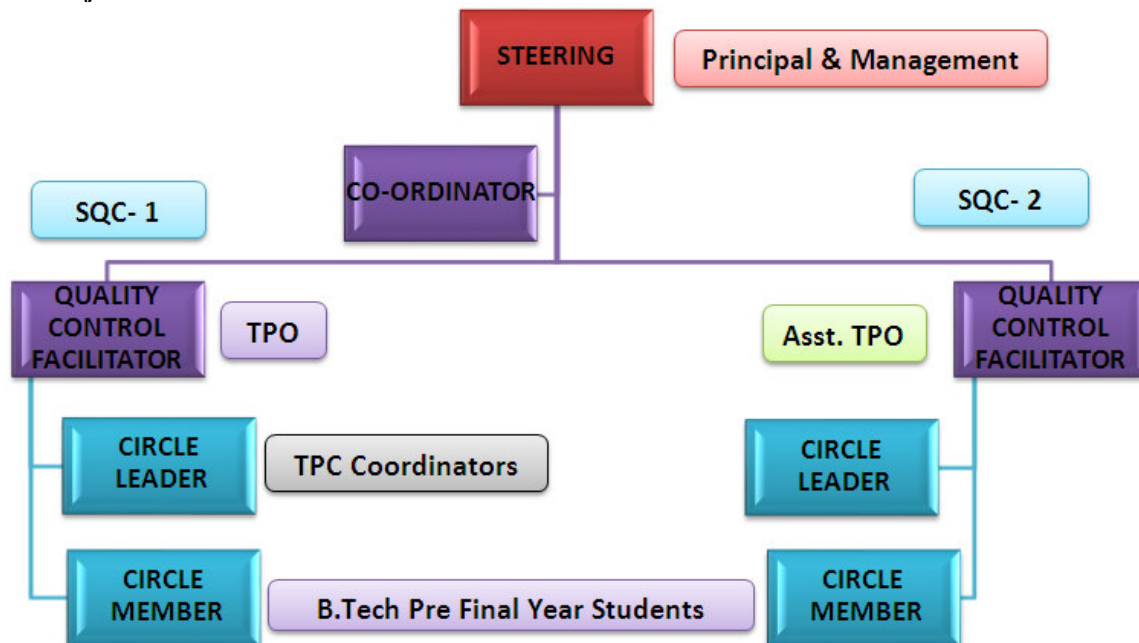 STEERING
Principal & Management
CO-ORDINATOR
SQC- 1
SQC- 2
QUALITY
CONTROL
FACILITATOR
TPO
Asst. TPO
QUALITY
CONTROL
FACILITATOR
CIRCLE
LEADER
TPC Coordinators
CIRCLE
LEADER
CIRCLE
MEMBER
B.Tech Pre Final Year Students
CIRCLE
MEMBER